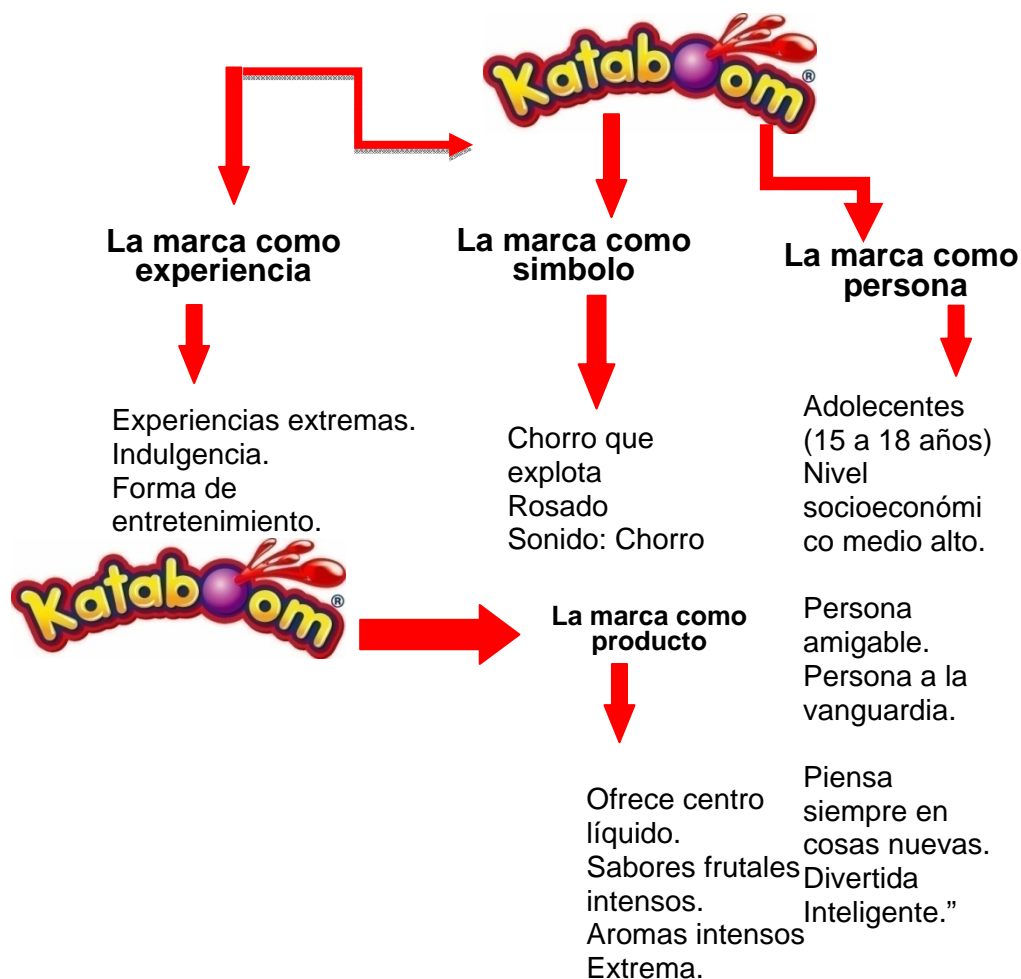 Kataboom®
La marca como
experiencia
La marca como
simbolo
La marca como
persona
Experiencias extremas.
Indulgencia.
Forma de
entretenimiento.
Chorro que
explota
Rosado
Sonido: Chorro
Adolecentes
(15 a 18 años)
Nivel
socioeconómi
co medio alto.
Persona
amigable.
Persona a la
vanguardia.
Piensa
siempre en
cosas nuevas.
Divertida
Inteligente.”
Kataboom®
La marca como
producto
Ofrece centro
líquido.
Sabores frutales
intensos.
Aromas intensos
Extrema.